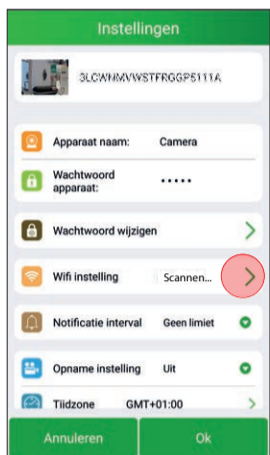 Instellingen
Apparaat naam: Camera
Wachtwoord
apparaat: •••••
Wachtwoord wijzigen
Wifi instelling Scannen...
Notificatie interval Geen limiet
Opname instelling Uit
Tijdzone GMT+01:00
Annuleren Ok